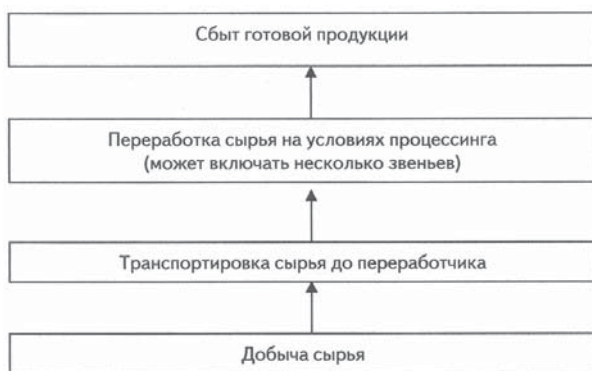 Сбыт готовой продукции
Переработка сырья на условиях процессинга
(может включать несколько звеньев)
Транспортировка сырья до переработчика
Добыча сырья